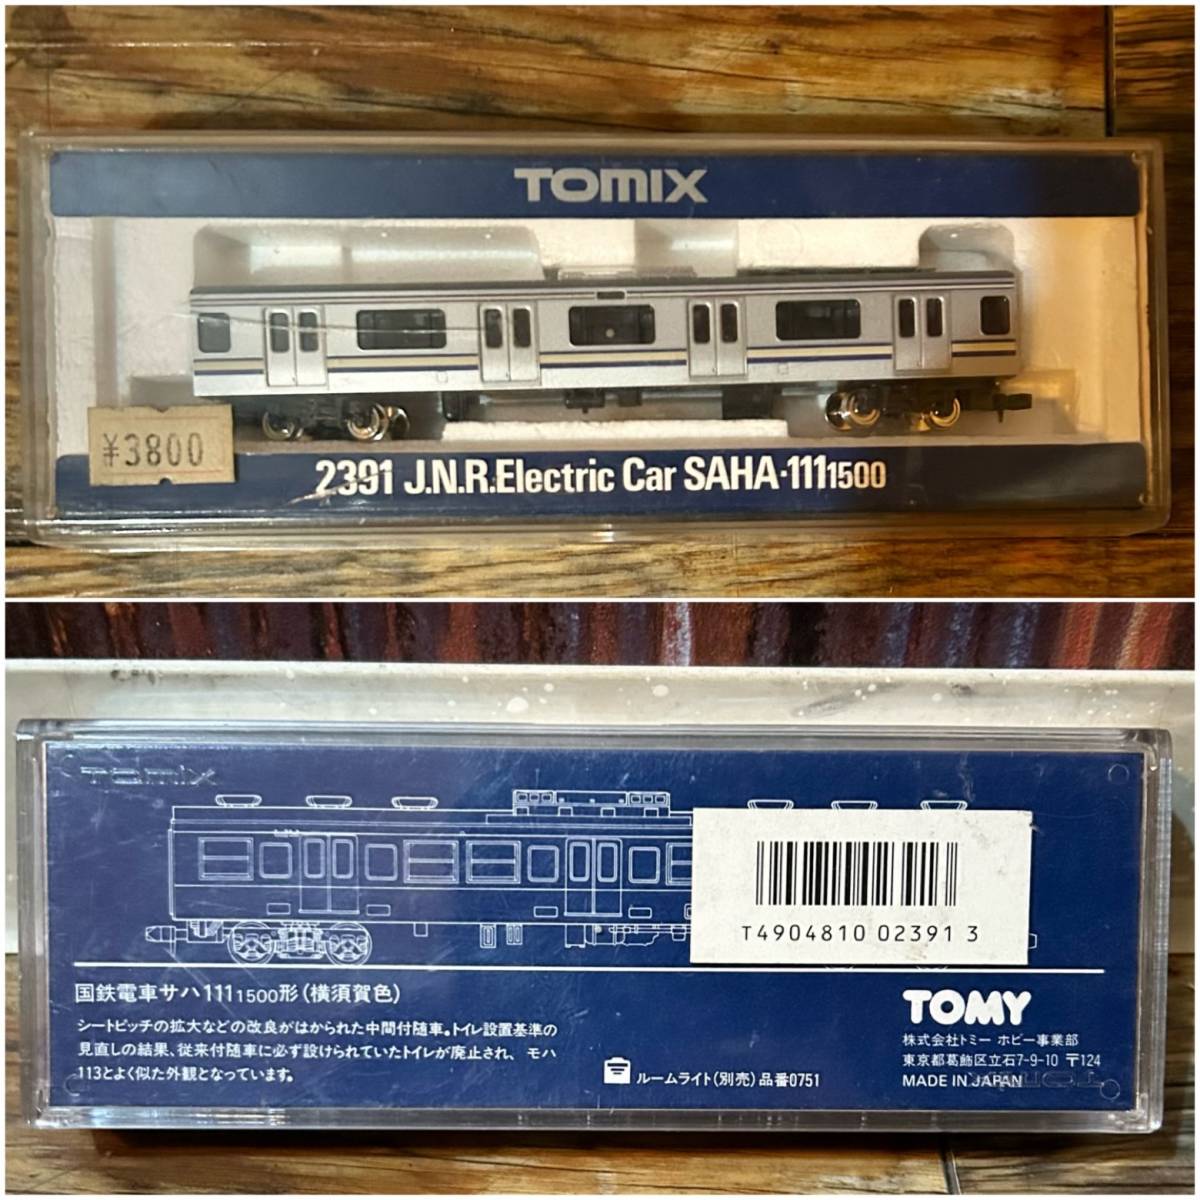 TOMIX
¥3800
2391 J.N.R.Electric Car SAHA·1111500
TOMIX
T4904810 02391 3
国鉄電車サハ1111500形(横須賀色)
シートピッチの拡大などの改良がはかられた中間付随車。トイレ設置基準の
見直しの結果、従来付随車に必ず設けられていたトイレが廃止され、モハ
113とよく似た外観となっています。
ルームライト(別売)品番0751
TOMY
株式会社トミー ホビー事業部
東京都葛飾区立石7-9-10 〒124
MADE IN JAPAN